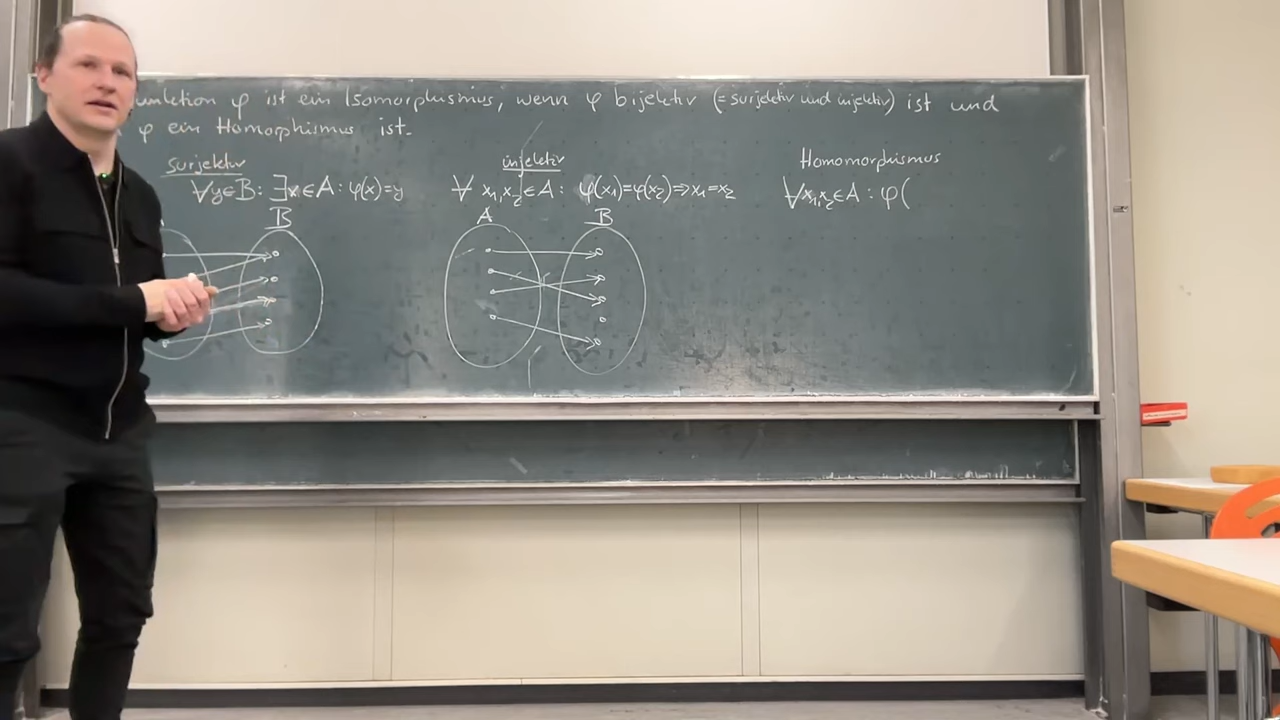 unktion φ ist ein Isomorphismus, wenn φ bijektiv (= surjektiv und injektiv) ist und
φ ein Homorphismus ist.
surjektiv
∀y∈B: ∃x∈A: φ(x)=y
B
injektiv
∀ x₁,x₂∈A: φ(x₁)=φ(x₂)⇒x₁=x₂
A B
Homomorphismus
∀x₁,x₂∈A: φ(